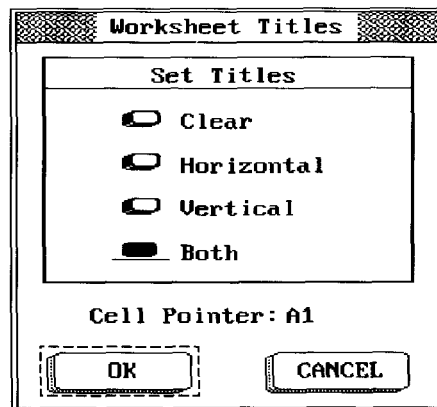 Worksheet Titles
Set Titles
Clear
Horizontal
Vertical
Both
Cell Pointer: A1
OK CANCEL